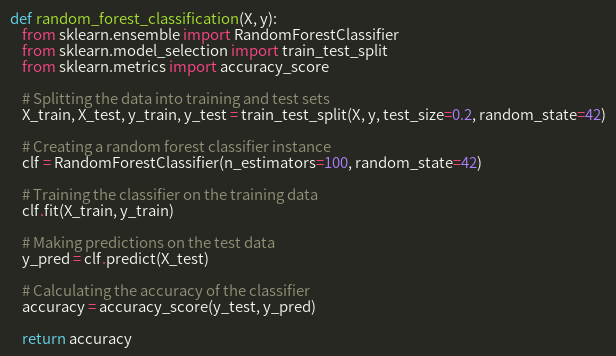 def random_forest_classification(X, y):
    from sklearn.ensemble import RandomForestClassifier
    from sklearn.model_selection import train_test_split
    from sklearn.metrics import accuracy_score
    # Splitting the data into training and test sets
    X_train, X_test, y_train, y_test = train_test_split(X, y, test_size=0.2, random_state=42)
    # Creating a random forest classifier instance
    clf = RandomForestClassifier(n_estimators=100, random_state=42)
    # Training the classifier on the training data
    clf.fit(X_train, y_train)
    # Making predictions on the test data
    y_pred = clf.predict(X_test)
    # Calculating the accuracy of the classifier
    accuracy = accuracy_score(y_test, y_pred)
    return accuracy